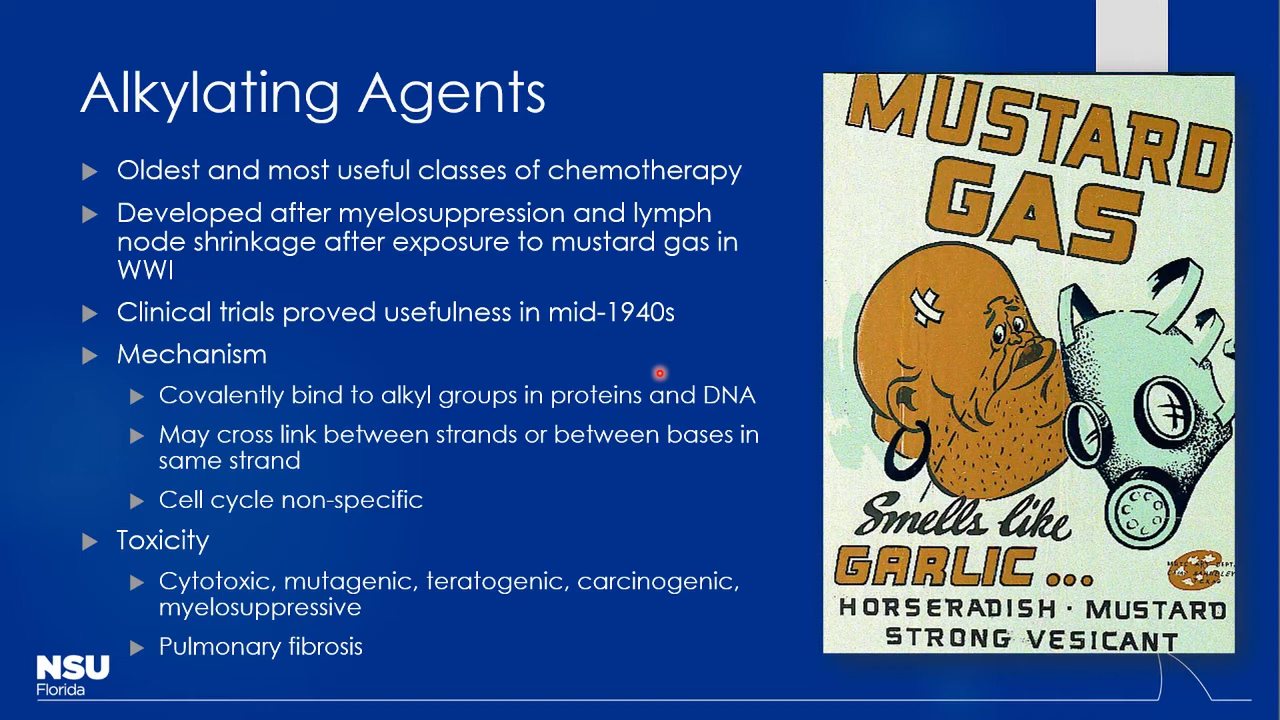 Alkylating Agents
Oldest and most useful classes of chemotherapy
Developed after myelosuppression and lymph
node shrinkage after exposure to mustard gas in
WWI
Clinical trials proved usefulness in mid-1940s
Mechanism
Covalently bind to alkyl groups in proteins and DNA
May cross link between strands or between bases in
same strand
Cell cycle non-specific
Toxicity
Cytotoxic, mutagenic, teratogenic, carcinogenic,
myelosuppressive
Pulmonary fibrosis
NSU
Florida
MUSTARD
GAS
Smells like
GARLIC...
HORSERADISH · MUSTARD
STRONG VESICANT